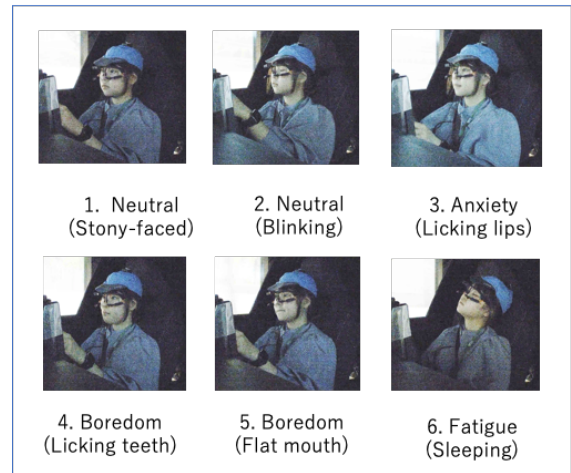 1. Neutral
(Stony-faced)
2. Neutral
(Blinking)
3. Anxiety
(Licking lips)
4. Boredom
(Licking teeth)
5. Boredom
(Flat mouth)
6. Fatigue
(Sleeping)